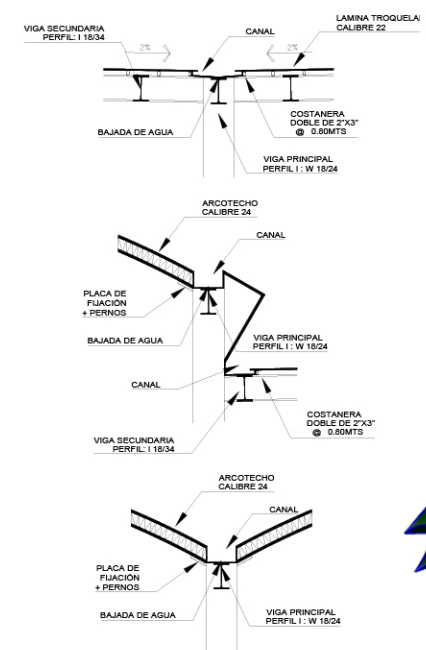 VIGA SECUNDARIA
PERFIL: I 18/34
2%
CANAL
2%
LAMINA TROQUELA
CALIBRE 22
BAJADA DE AGUA
COSTANERA
DOBLE DE 2"X3"
@ 0.80MTS
VIGA PRINCIPAL
PERFIL I : W 18/24
ARCOTECHO
CALIBRE 24
CANAL
PLACA DE
FIJACIÓN
+ PERNOS
BAJADA DE AGUA
VIGA PRINCIPAL
PERFIL I : W 18/24
CANAL
COSTANERA
DOBLE DE 2"X3"
@ 0.80MTS
VIGA SECUNDARIA
PERFIL: I 18/34
ARCOTECHO
CALIBRE 24
CANAL
PLACA DE
FIJACIÓN
+ PERNOS
BAJADA DE AGUA
VIGA PRINCIPAL
PERFIL I : W 18/24